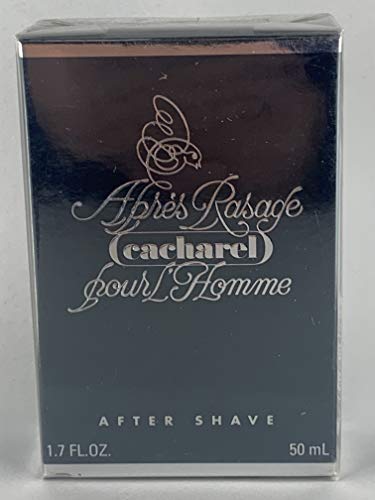 Après Rasage
cacharel
pour L'Homme
AFTER SHAVE
1.7 FL.OZ. 50 mL